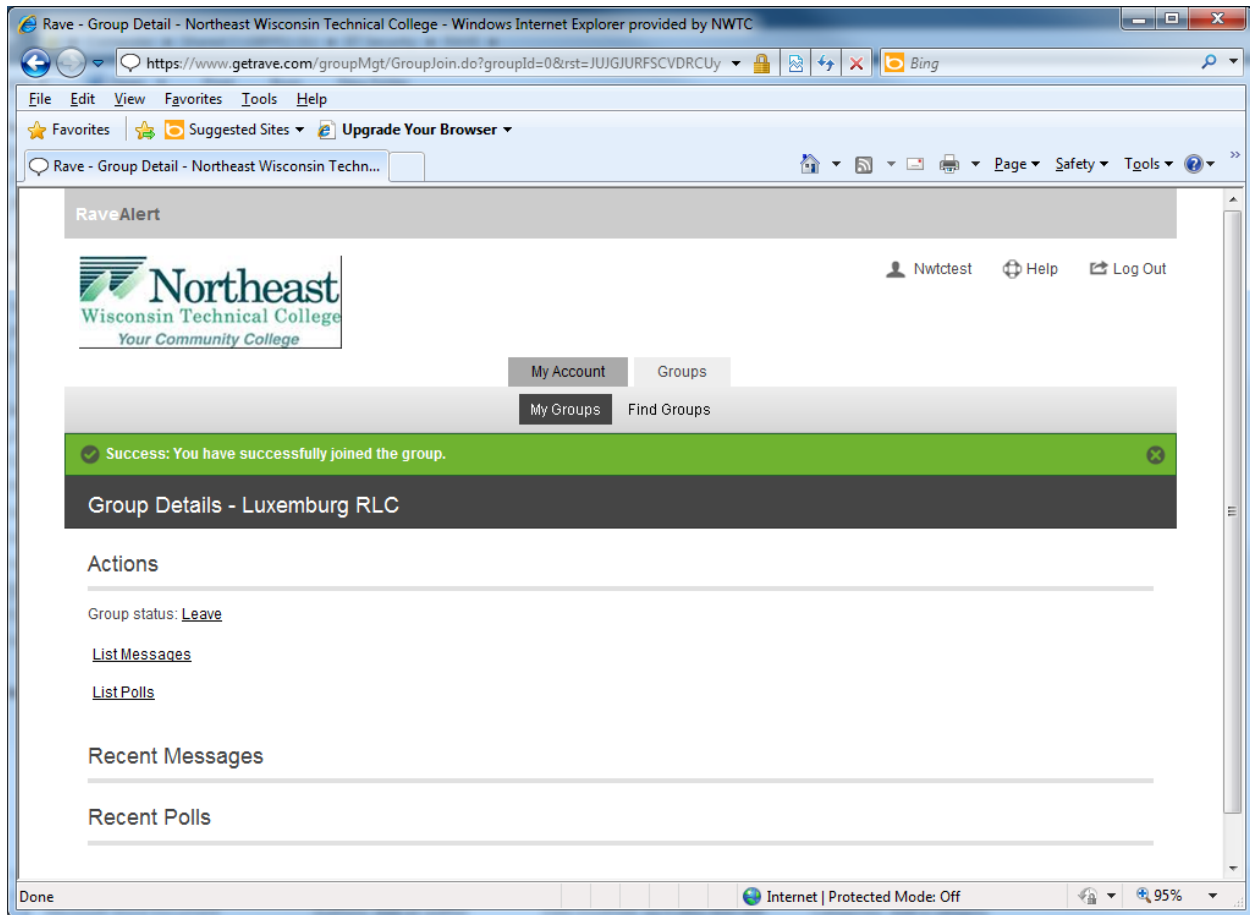 Rave - Group Detail - Northeast Wisconsin Technical College - Windows Internet Explorer provided by NWTC
https://www.getrave.com/groupMgt/GroupJoin.do?groupId=0&rst=JUJGJURFSCVDRCUy
Bing
File Edit View Favorites Tools Help
Favorites Suggested Sites Upgrade Your Browser
Rave - Group Detail - Northeast Wisconsin Techn... Page Safety Tools
RaveAlert
Nwtctest Help Log Out
Northeast
Wisconsin Technical College
Your Community College
My Account Groups
My Groups Find Groups
Success: You have successfully joined the group.
Group Details - Luxemburg RLC
Actions
Group status: Leave
List Messages
List Polls
Recent Messages
Recent Polls
Done Internet | Protected Mode: Off 95%